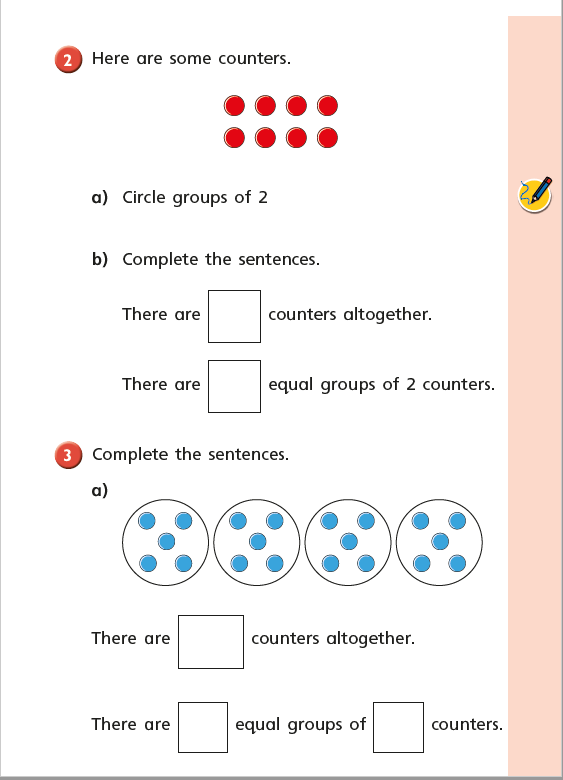 2 Here are some counters.
a) Circle groups of 2
b) Complete the sentences.
There are counters altogether.
There are equal groups of 2 counters.
3 Complete the sentences.
a)
There are counters altogether.
There are equal groups of counters.